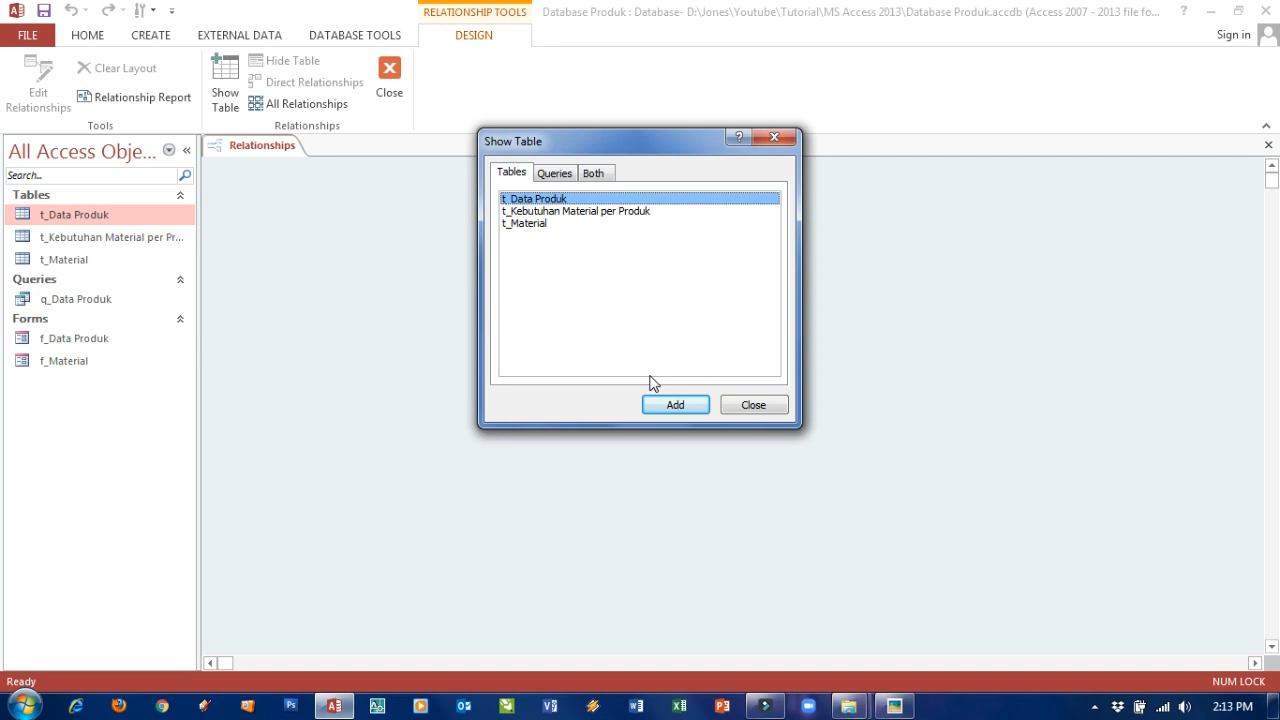 RELATIONSHIP TOOLS
Database Produk : Database- D:\Jones\Youtube\Tutorial\MS Access 2013\Database Produk.accdb (Access 2007 - 2013 file fo...
FILE
HOME
CREATE
EXTERNAL DATA
DATABASE TOOLS
DESIGN
Sign in
Edit Relationships
Clear Layout
Relationship Report
Tools
Show Table
Hide Table
Direct Relationships
All Relationships
Close
Relationships
All Access Obje...
Search...
Tables
t_Data Produk
t_Kebutuhan Material per Pr...
t_Material
Queries
q_Data Produk
Forms
f_Data Produk
f_Material
Relationships
Show Table
Tables
Queries
Both
t_Data Produk
t_Kebutuhan Material per Produk
t_Material
Add
Close
Ready
NUM LOCK
2:13 PM